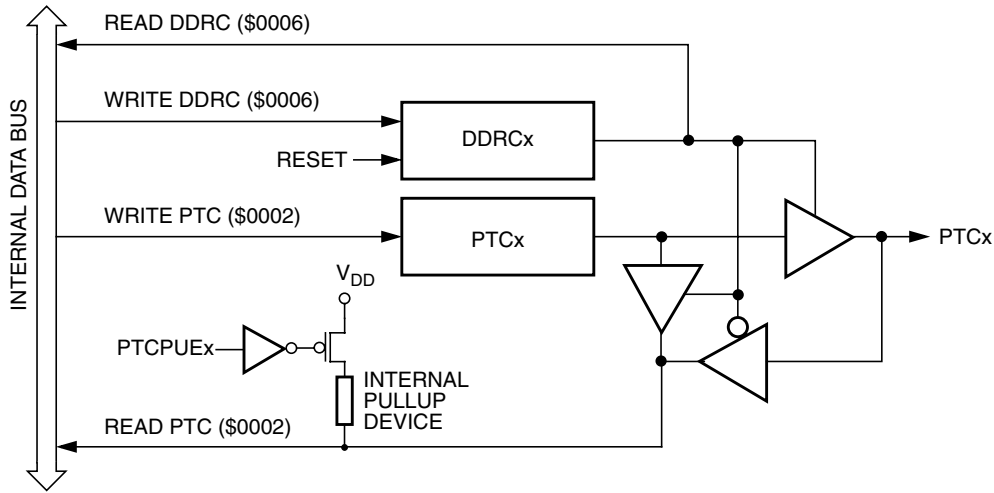 READ DDRC ($0006)
WRITE DDRC ($0006)
DDRCx
RESET
WRITE PTC ($0002)
PTCx
PTCx
INTERNAL DATA BUS
VDD
PTCPUEx
INTERNAL
PULLUP
DEVICE
READ PTC ($0002)